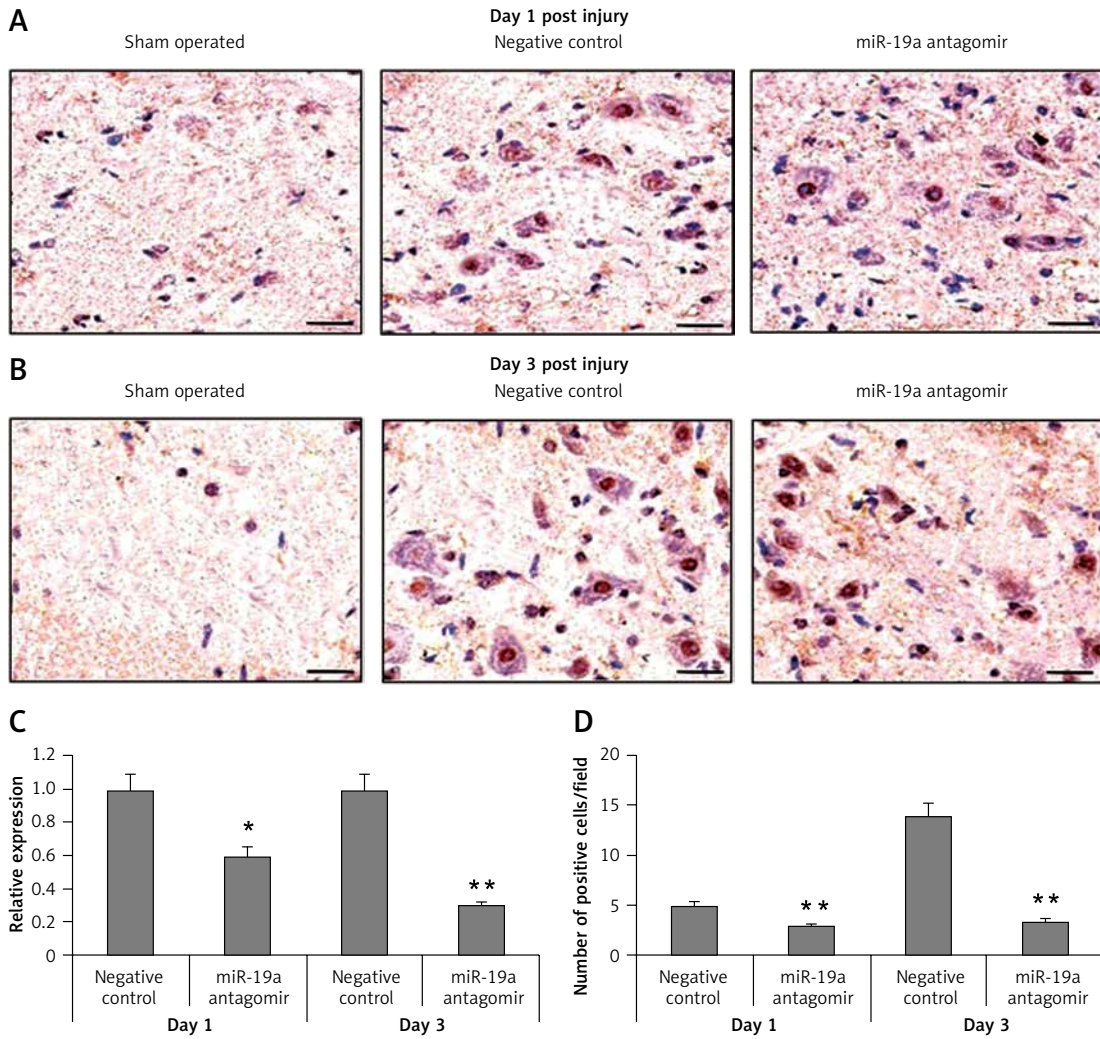 A
Day 1 post injury
Sham operated
Negative control
miR-19a antagomir
B
Day 3 post injury
Sham operated
Negative control
miR-19a antagomir
C
Relative expression
1.2
1.0
0.8
0.6
0.4
0.2
0
*
**
Negative control
miR-19a antagomir
Negative control
miR-19a antagomir
Day 1
Day 3
D
Number of positive cells/field
20
15
10
5
0
**
**
Negative control
miR-19a antagomir
Negative control
miR-19a antagomir
Day 1
Day 3